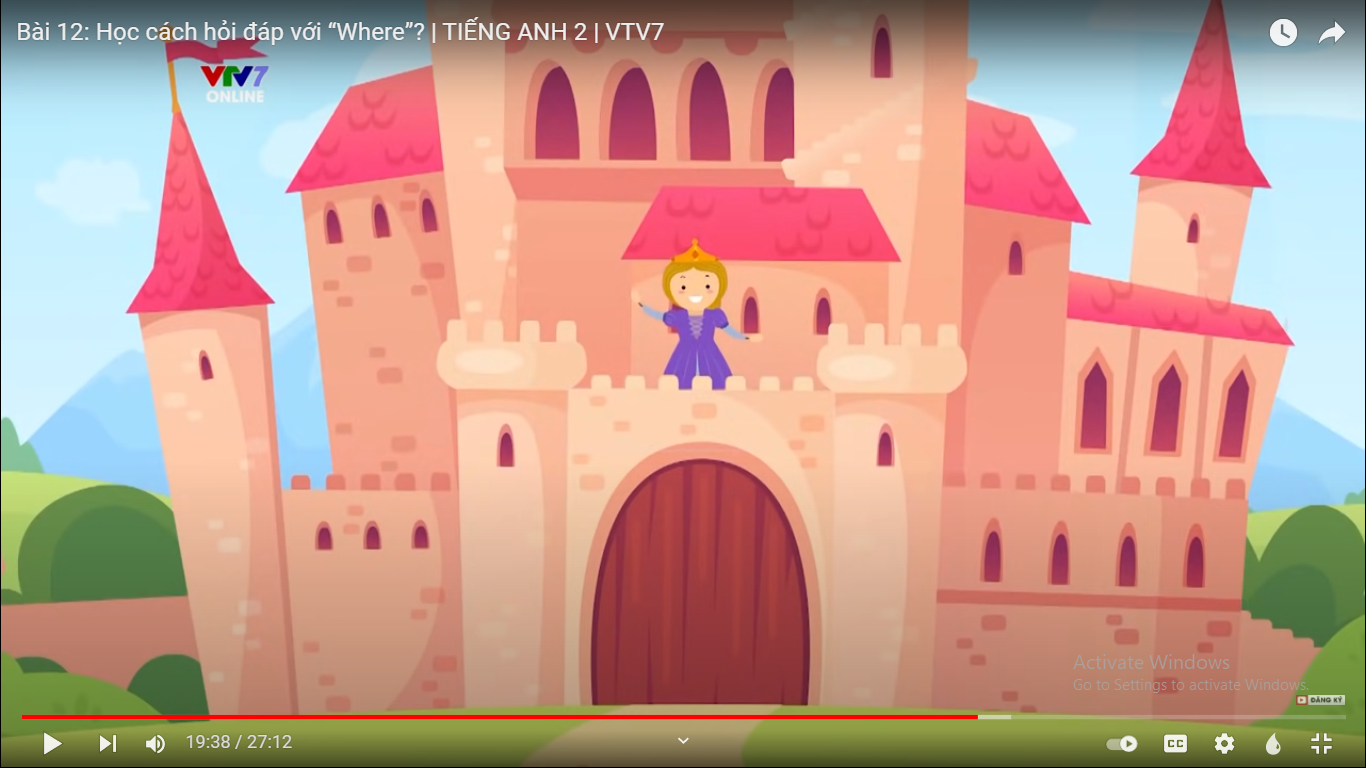 Bài 12: Học cách hỏi đáp với “Where”? | TIẾNG ANH 2 | VTV7
VTV7
ONLINE
Activate Windows
Go to Settings to activate Windows.
ĐĂNG KÝ
19:38 / 27:12
CC